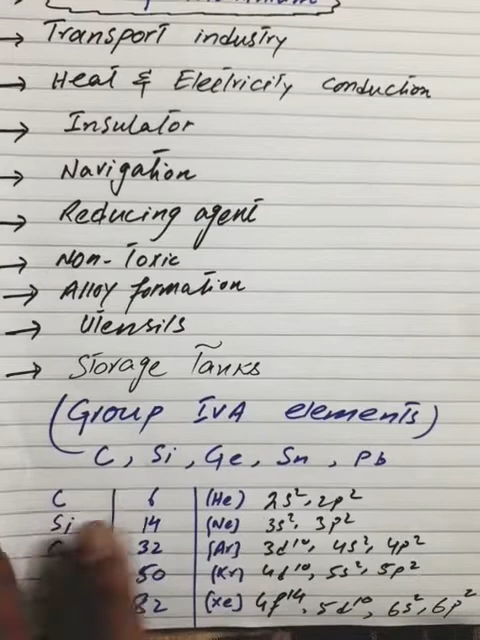 → Transport industry
→ Heat & Electricity conduction
→ Insulator
→ Navigation
→ Reducing agent
→ Non-Toxic
→ Alloy formation
→ Utensils
→ Storage Tanks
(Group IVA elements)
C, Si, Ge, Sn, Pb
C | 6 | (He) 2s², 2p²
Si | 14 | (Ne) 3s², 3p²
32 | (Ar) 3d¹⁰, 4s², 4p²
50 | (Kr) 4d¹⁰, 5s², 5p²
82 | (Xe) 4f¹⁴, 5d¹⁰, 6s², 6p²